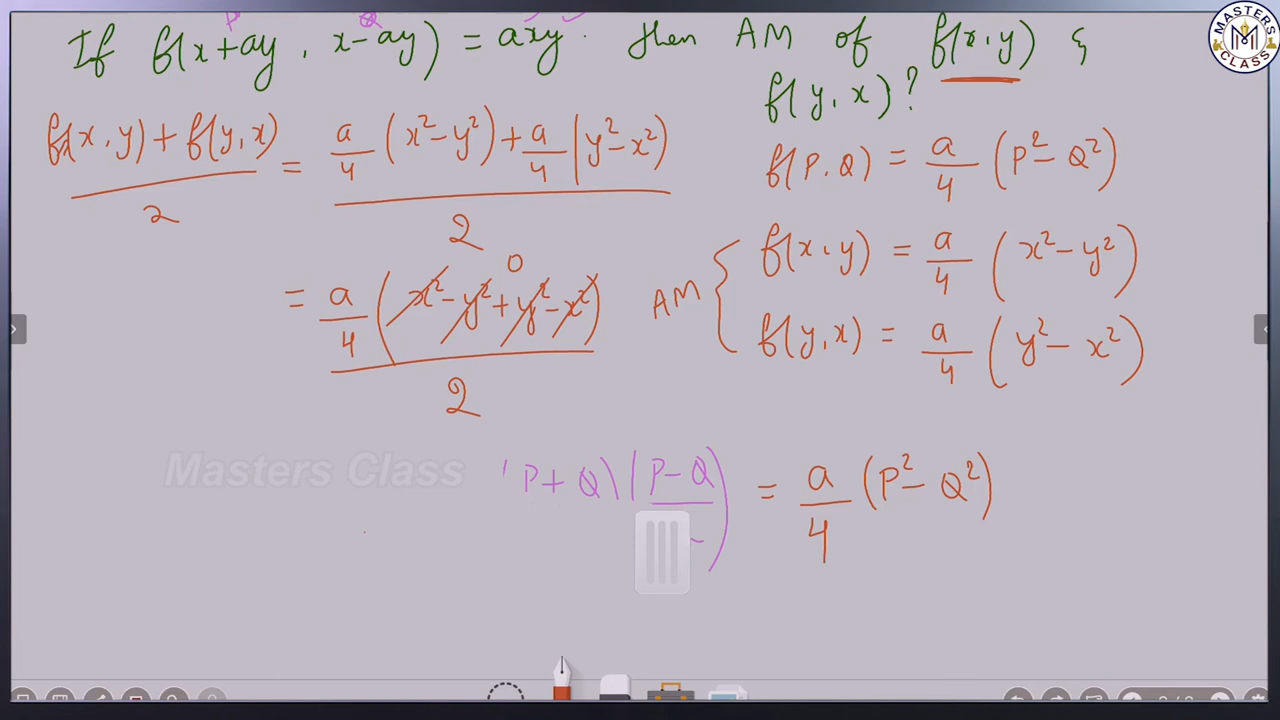 P Q
If f(x+ay, x-ay) = axy. then AM of f(x,y) &
f(y,x)?
MASTERS CLASS
f(x,y) + f(y,x) / 2 = a/4 (x² - y²) + a/4 (y² - x²) / 2
f(P,Q) = a/4 (P² - Q²)
= a/4 (x² - y² + y² - x²) / 2
0
AM { f(x,y) = a/4 (x² - y²)
f(y,x) = a/4 (y² - x²)
Masters Class
P+Q) (P-Q) = a/4 (P² - Q²)